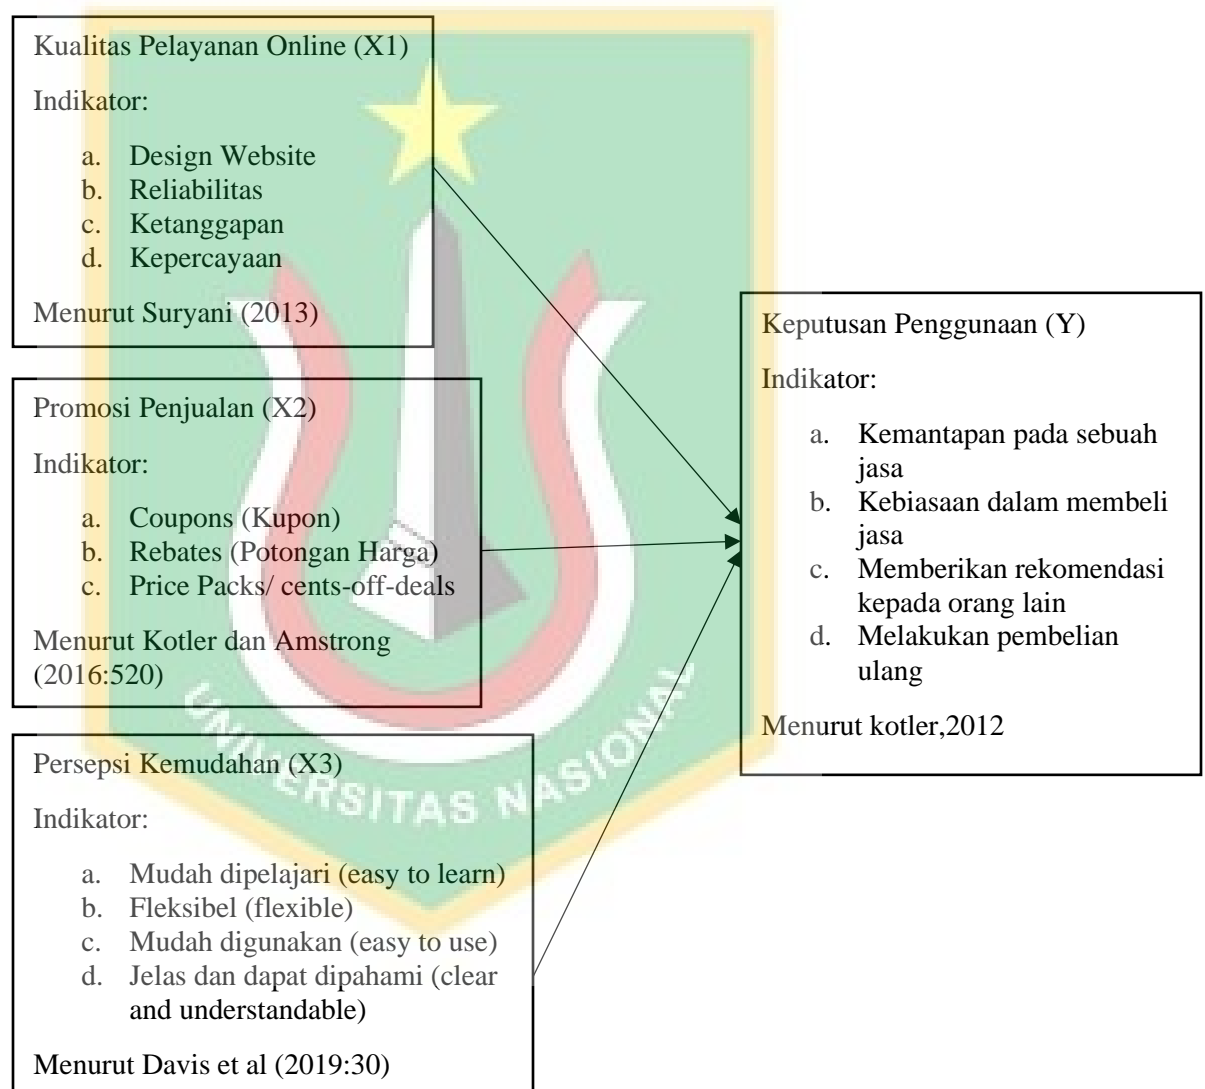 Kualitas Pelayanan Online (X1)
Indikator:
a. Design Website
b. Reliabilitas
c. Ketanggapan
d. Kepercayaan
Menurut Suryani (2013)
Promosi Penjualan (X2)
Indikator:
a. Coupons (Kupon)
b. Rebates (Potongan Harga)
c. Price Packs/ cents-off-deals
Menurut Kotler dan Amstrong
(2016:520)
Persepsi Kemudahan (X3)
Indikator:
a. Mudah dipelajari (easy to learn)
b. Fleksibel (flexible)
c. Mudah digunakan (easy to use)
d. Jelas dan dapat dipahami (clear
and understandable)
Menurut Davis et al (2019:30)
Keputusan Penggunaan (Y)
Indikator:
a. Kemantapan pada sebuah
jasa
b. Kebiasaan dalam membeli
jasa
c. Memberikan rekomendasi
kepada orang lain
d. Melakukan pembelian
ulang
Menurut kotler,2012
UNIVERSITAS NASIONAL